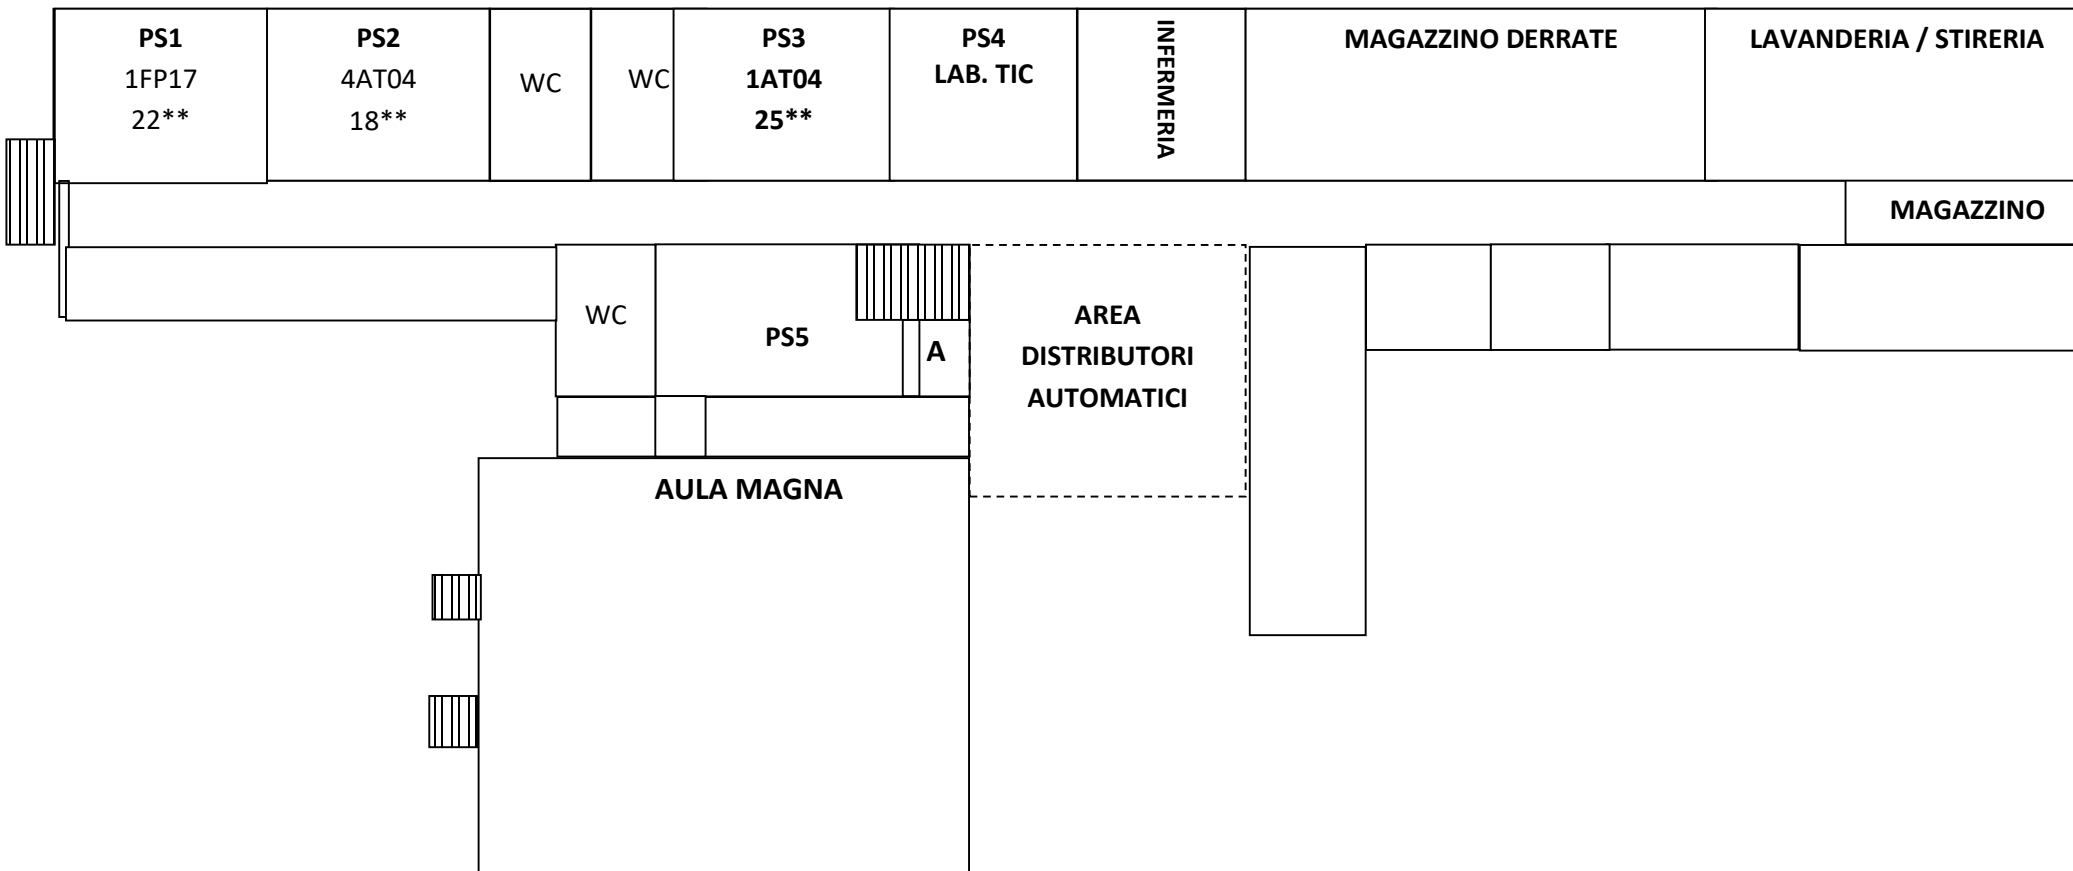 PS1
1FP17
22**
PS2
4AT04
18**
WC
WC
PS3
1AT04
25**
PS4
LAB. TIC
INFERMERIA
MAGAZZINO DERRATE
LAVANDERIA / STIRERIA
MAGAZZINO
WC
PS5
A
AREA
DISTRIBUTORI
AUTOMATICI
AULA MAGNA